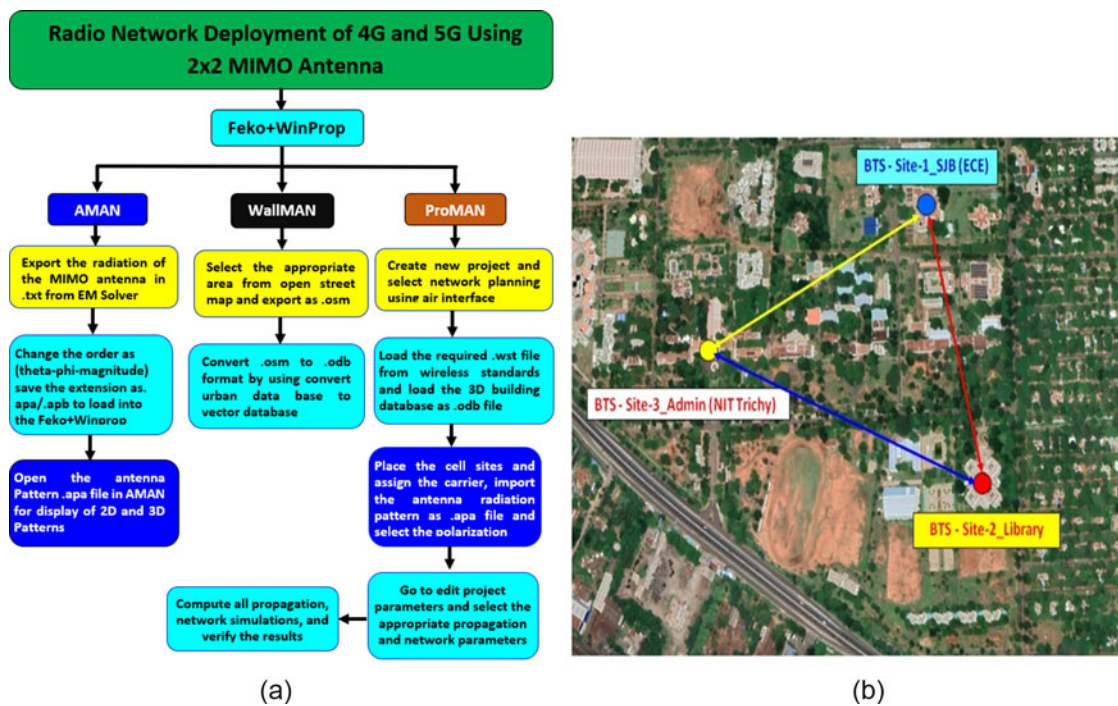 Radio Network Deployment of 4G and 5G Using
2x2 MIMO Antenna
Feko+WinProp
AMAN
WallMAN
ProMAN
Export the radiation of
the MIMO antenna in
.txt from EM Solver
Select the appropriate
area from open street
map and export as .osm
Create new project and
select network planning
using air interface
Change the order as
(theta-phi-magnitude)
save the extension as.
apa/.apb to load into
the Feko+Winprop
Convert .osm to .odb
format by using convert
urban data base to
vector database
Load the required .wst file
from wireless standards
and load the 3D building
database as .odb file
Open the antenna
Pattern .apa file in AMAN
for display of 2D and 3D
Patterns
Place the cell sites and
assign the carrier, import
the antenna radiation
pattern as .apa file and
select the polarization
Go to edit project
parameters and select the
appropriate propagation
and network parameters
Compute all propagation,
network simulations, and
verify the results
(a)
BTS - Site-1_SJB (ECE)
BTS - Site-3_Admin (NIT Trichy)
BTS - Site-2_Library
(b)